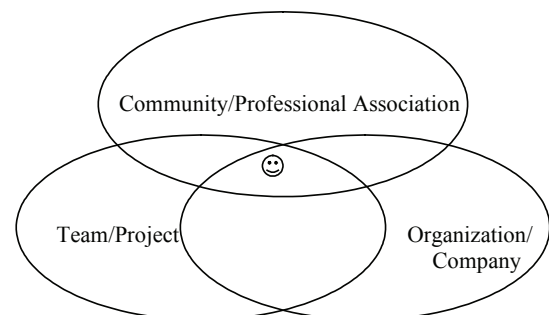 Community/Professional Association
Team/Project
Organization/
Company